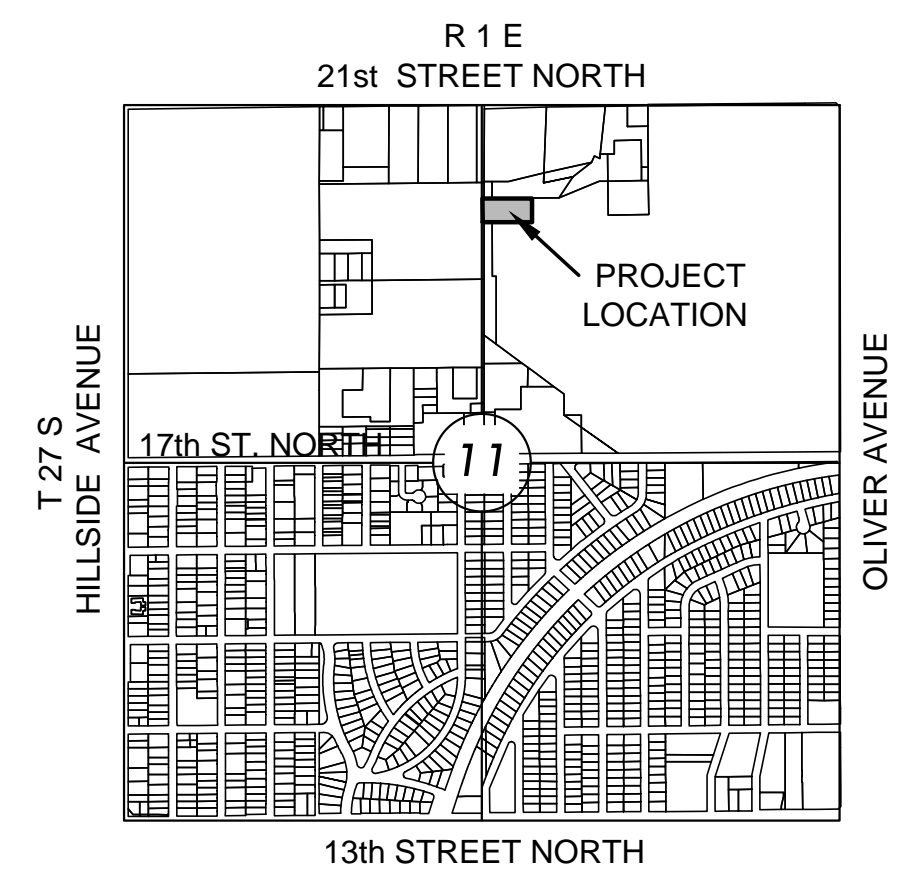 R 1 E
21st STREET NORTH
PROJECT
LOCATION
T 27 S
HILLSIDE AVENUE
OLIVER AVENUE
17th ST. NORTH
11
13th STREET NORTH